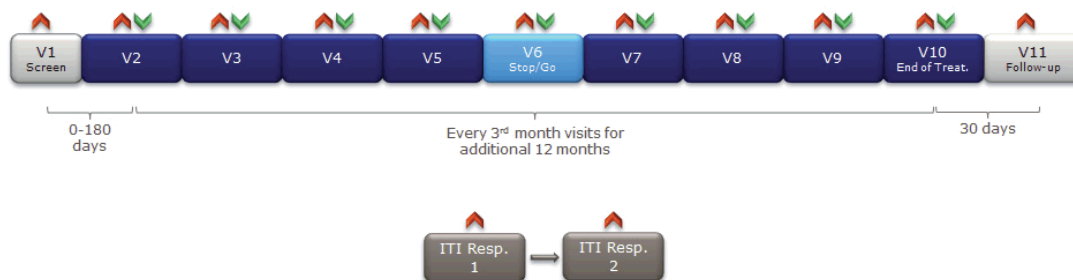 V1
Screen
V2
V3
V4
V5
V6
Stop/Go
V7
V8
V9
V10
End of Treat.
V11
Follow-up
0-180
days
Every 3rd month visits for
additional 12 months
30 days
ITI Resp.
1
ITI Resp.
2